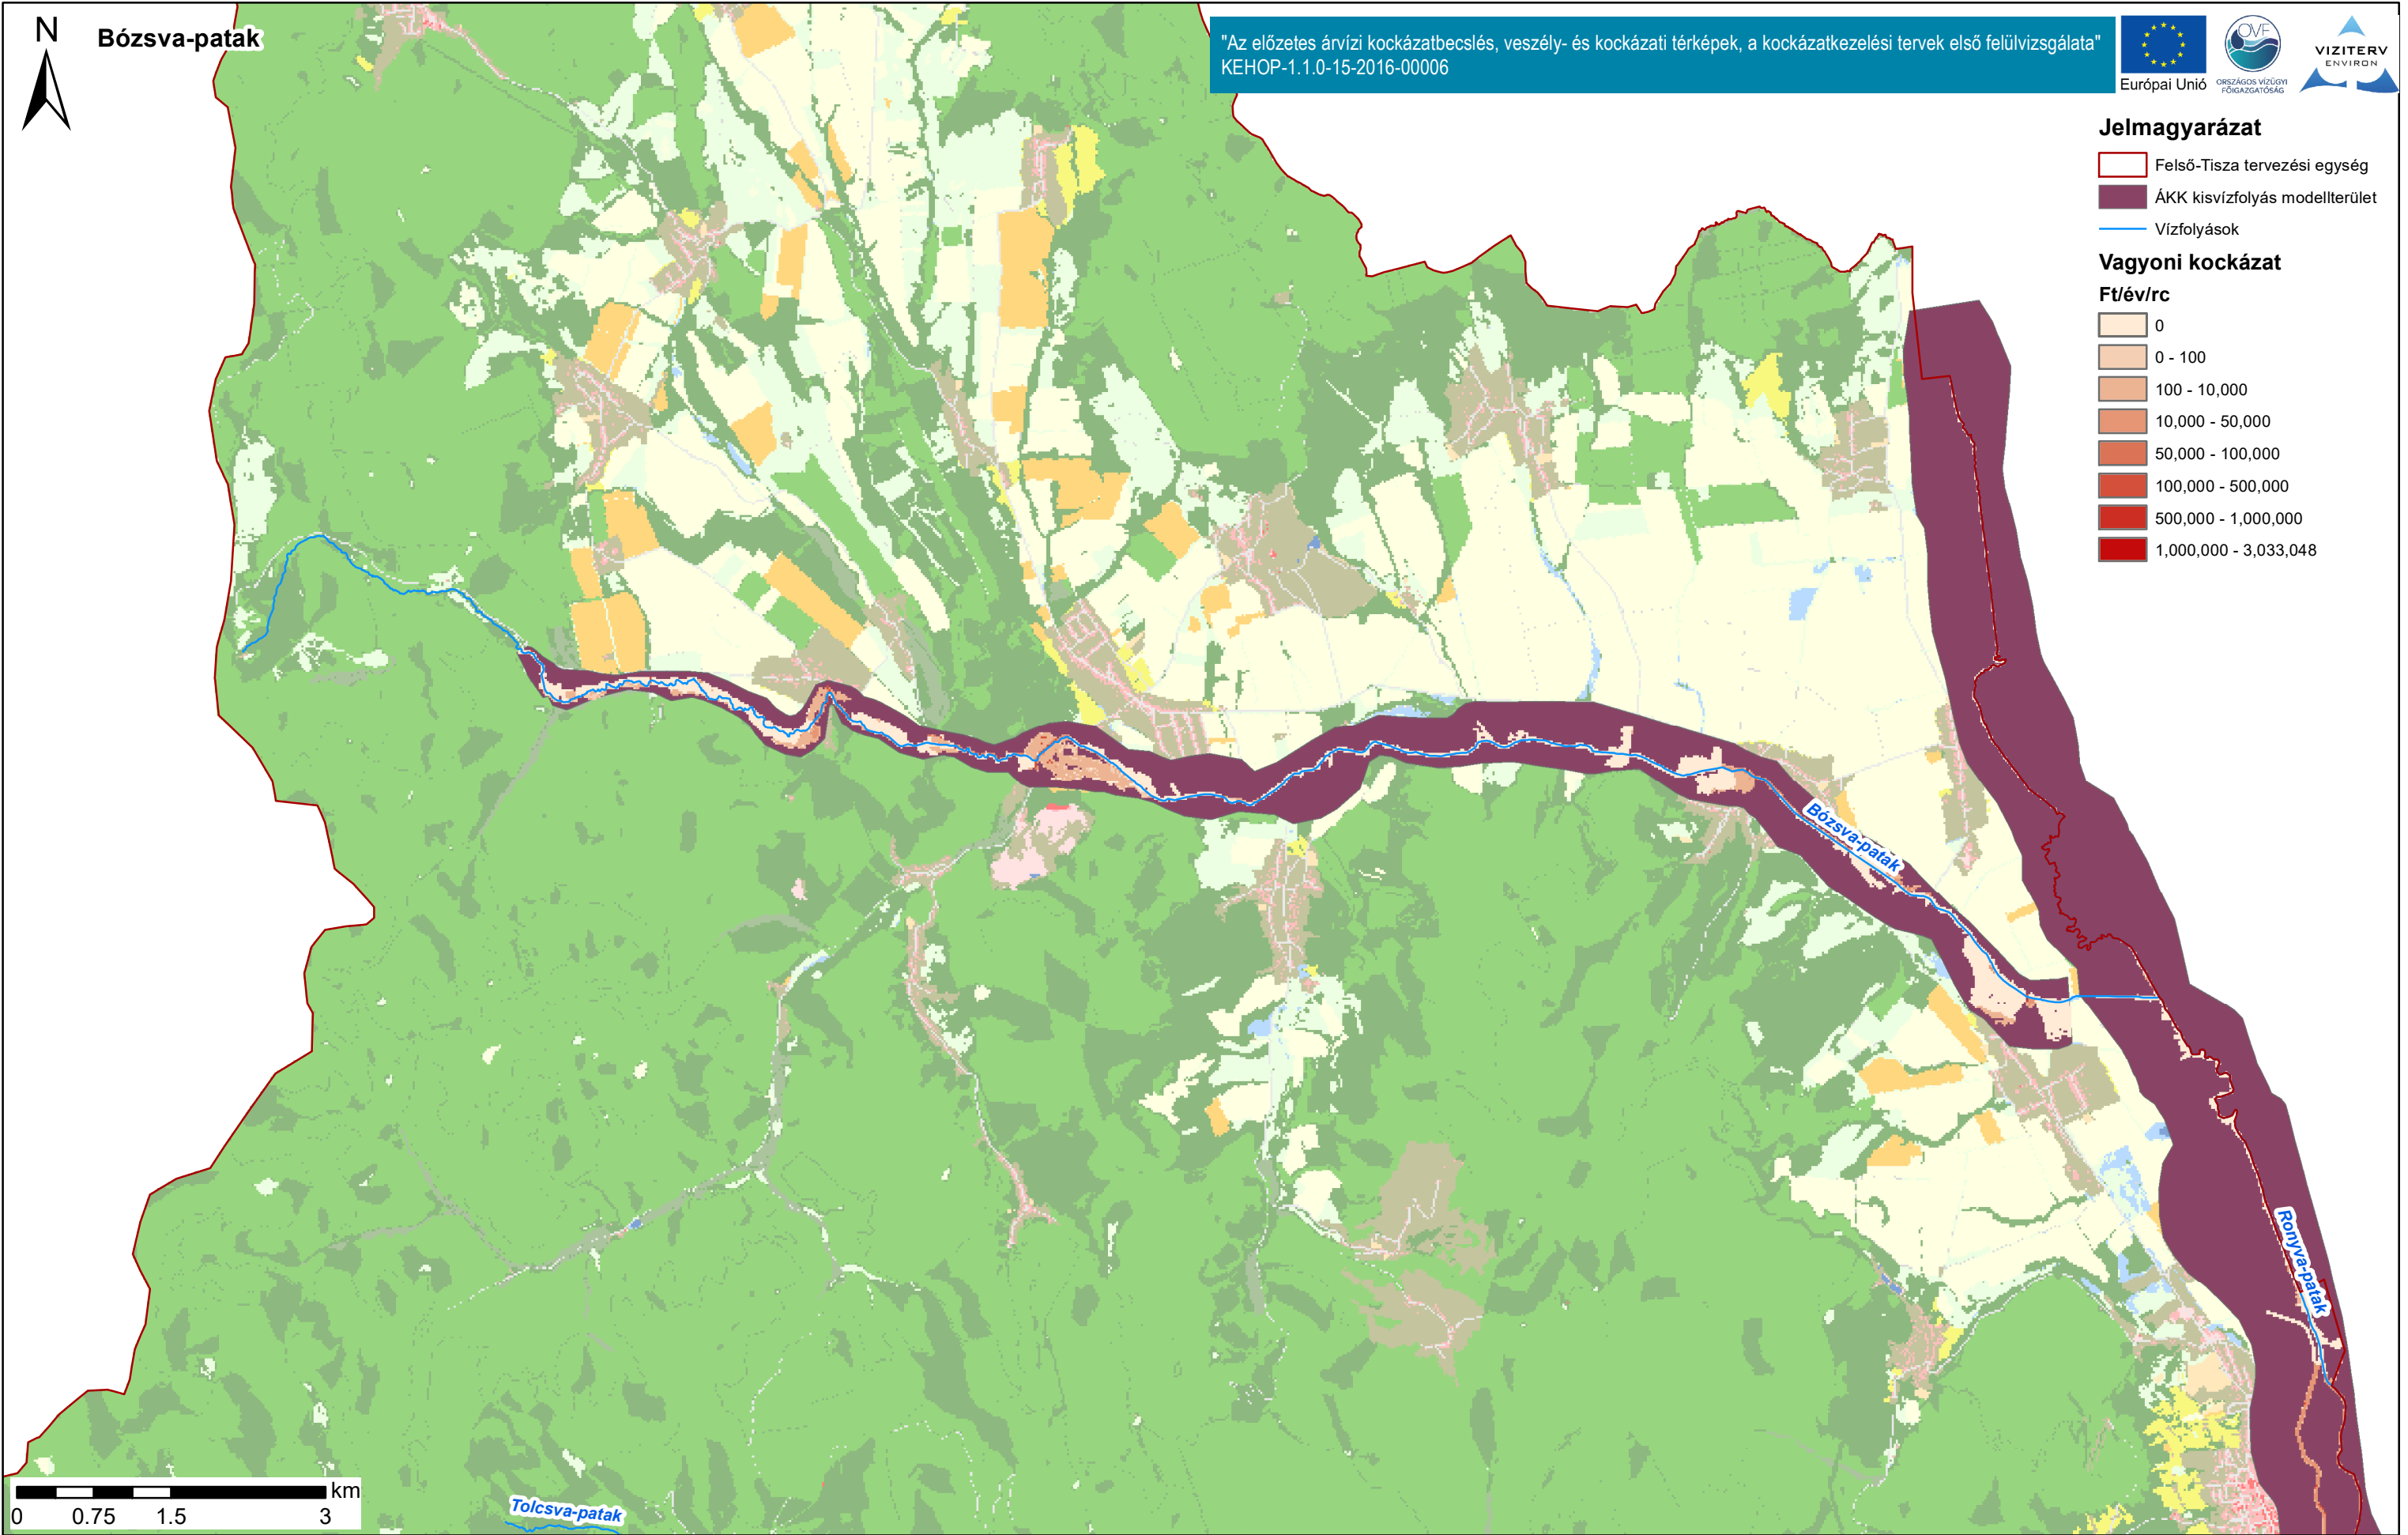 N
Bózsva-patak
"Az előzetes árvízi kockázatbecslés, veszély- és kockázati térképek, a kockázatkezelési tervek első felülvizsgálata"
KEHOP-1.1.0-15-2016-00006
Európai Unió
OVF
ORSZÁGOS VÍZÜGYI
FŐIGAZGATÓSÁG
VIZITERV
ENVIRON
Jelmagyarázat
Felső-Tisza tervezési egység
ÁKK kisvízfolyás modellterület
Vízfolyások
Vagyoni kockázat
Ft/év/rc
0
0 - 100
100 - 10,000
10,000 - 50,000
50,000 - 100,000
100,000 - 500,000
500,000 - 1,000,000
1,000,000 - 3,033,048
Bózsva-patak
Ronyva-patak
Tolcsva-patak
km
0 0.75 1.5 3